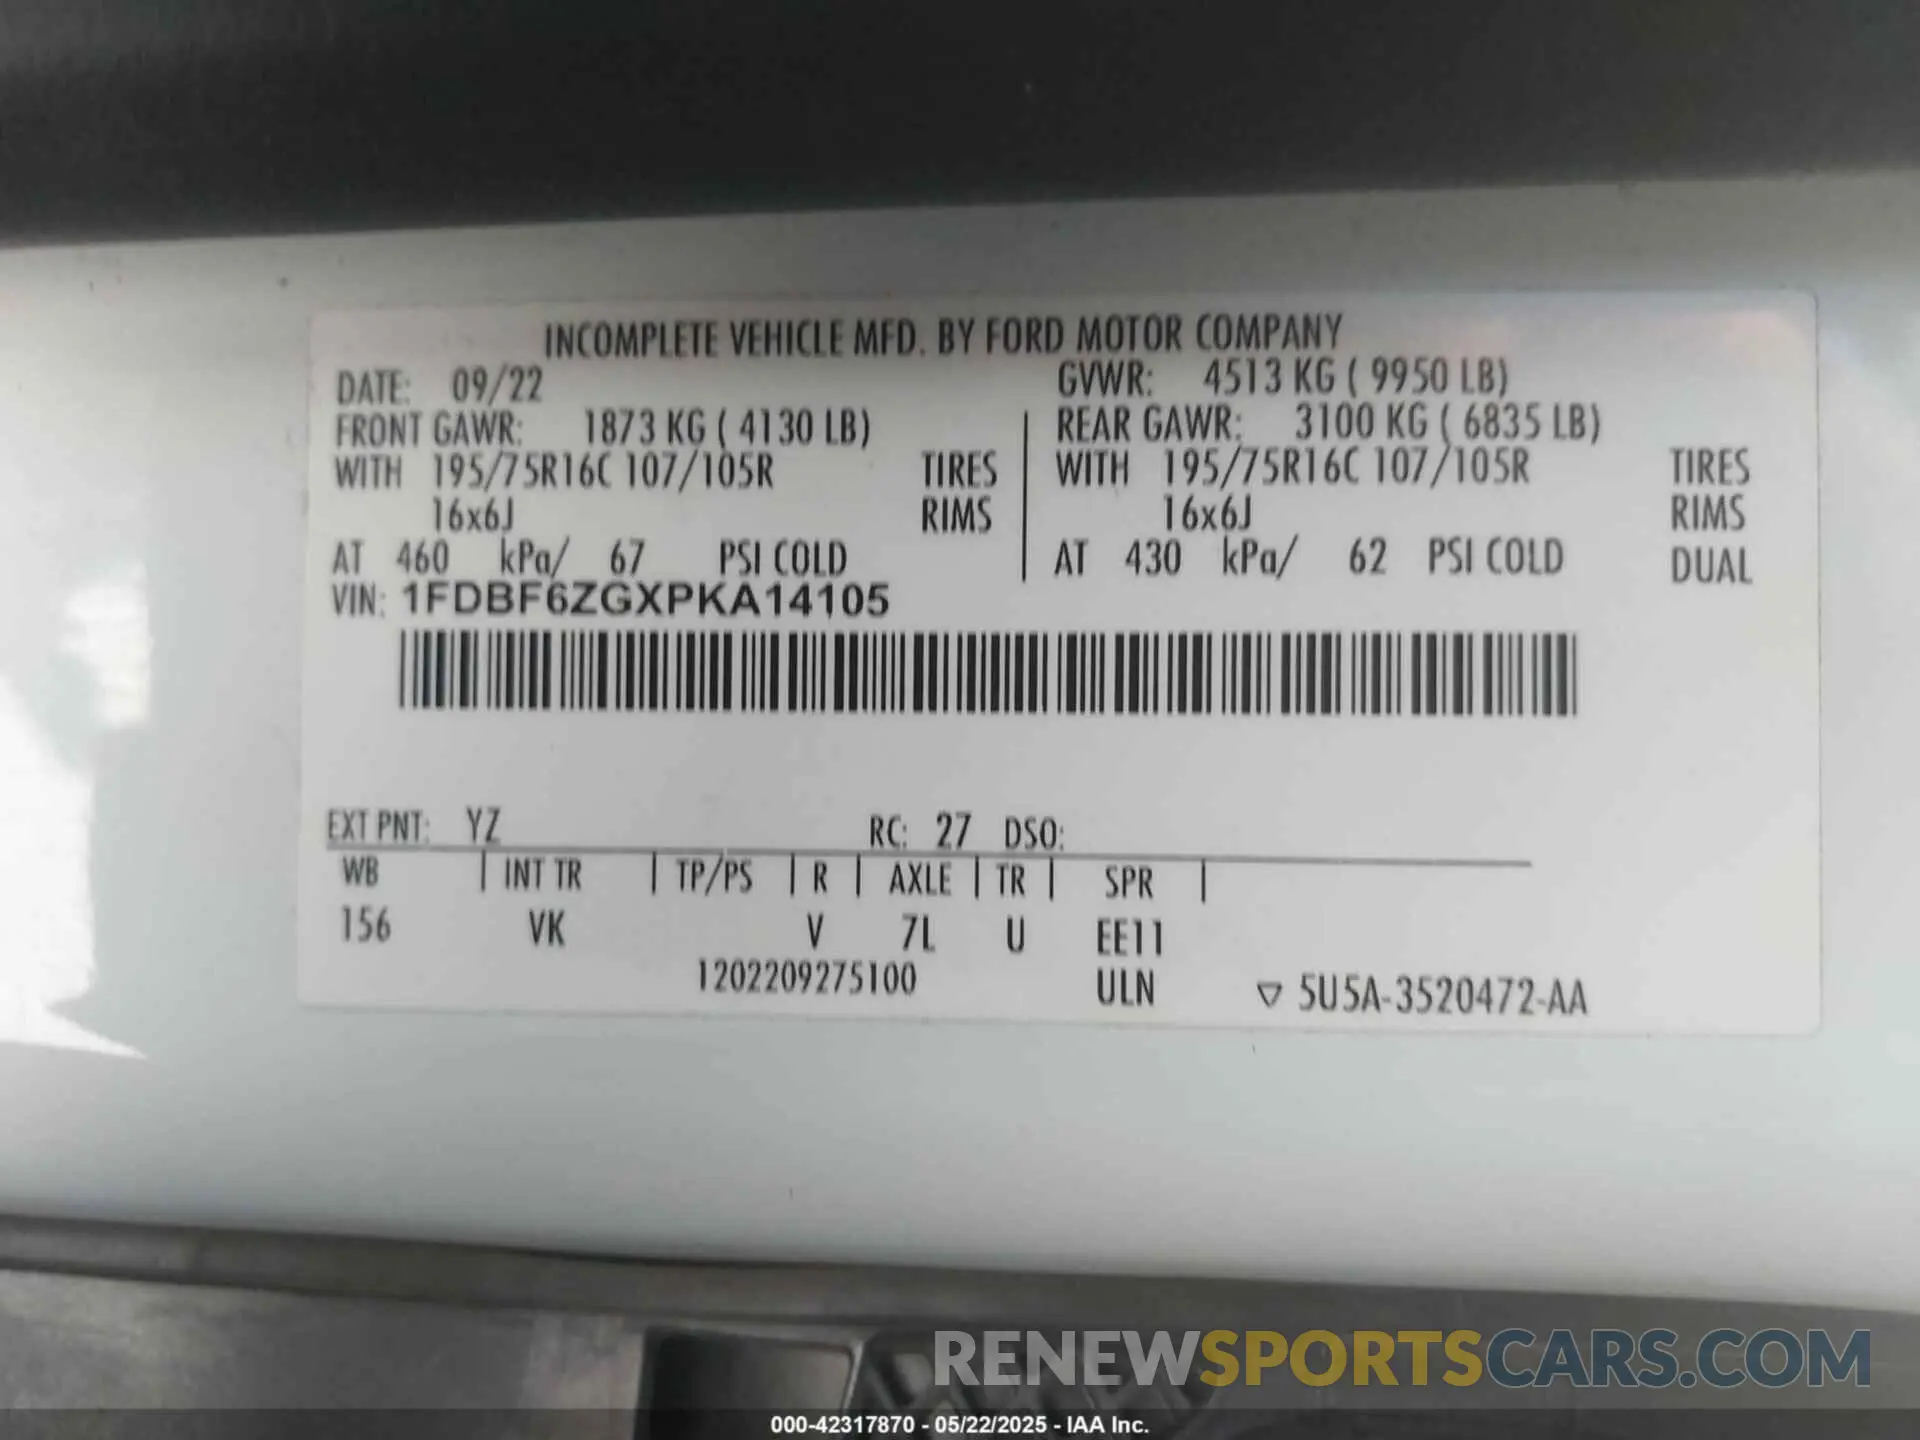 INCOMPLETE VEHICLE MFD. BY FORD MOTOR COMPANY
DATE: 09/22 GVWR: 4513 KG ( 9950 LB)
FRONT GAWR: 1873 KG ( 4130 LB) REAR GAWR: 3100 KG ( 6835 LB)
WITH 195/75R16C 107/105R TIRES WITH 195/75R16C 107/105R TIRES
16x6J RIMS 16x6J RIMS
AT 460 kPa/ 67 PSI COLD AT 430 kPa/ 62 PSI COLD DUAL
VIN: 1FDBF6ZGXPKA14105
EXT PNT: YZ RC: 27 DSO:
WB | INT TR | TP/PS | R | AXLE | TR | SPR |
156 VK V 7L U EE11
1202209275100 ULN ▽ 5U5A-3520472-AA
RENEWSPORTSCARS.COM
000-42317870 - 05/22/2025 - IAA Inc.